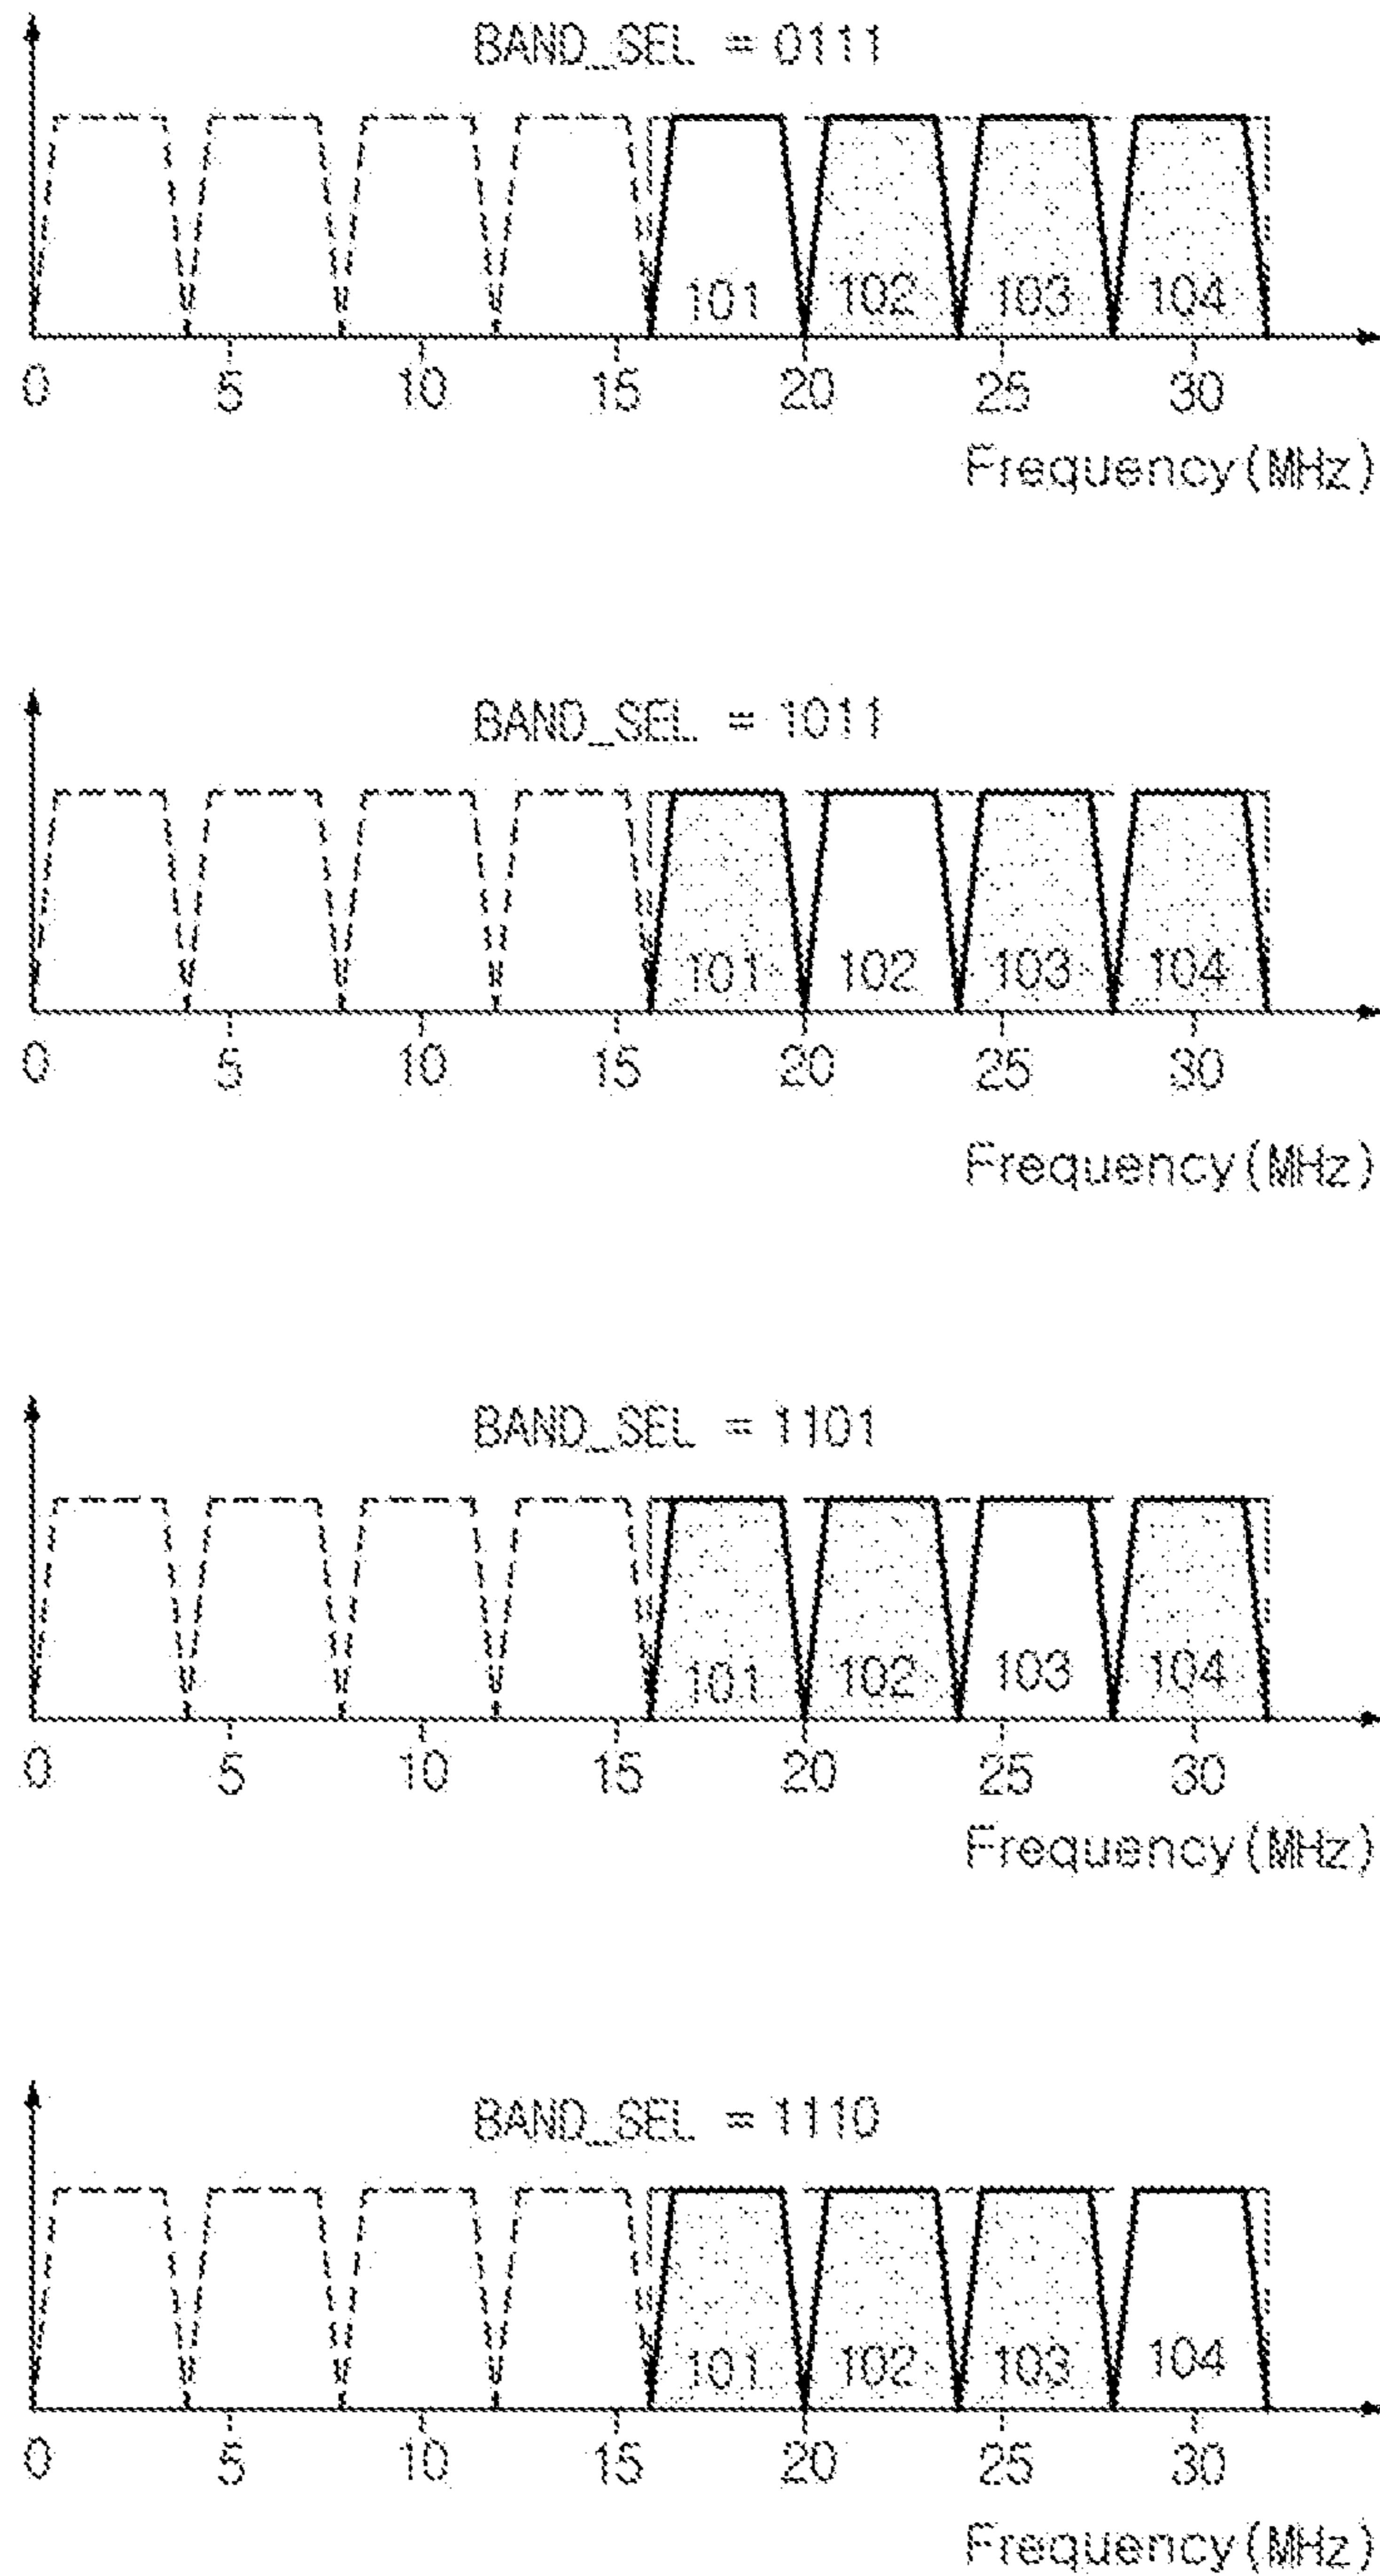 BAND_SEL = 0111
101 102 103 104
0 5 10 15 20 25 30
Frequency(MHz)
BAND_SEL = 1011
101 102 103 104
0 5 10 15 20 25 30
Frequency(MHz)
BAND_SEL = 1101
101 102 103 104
0 5 10 15 20 25 30
Frequency(MHz)
BAND_SEL = 1110
101 102 103 104
0 5 10 15 20 25 30
Frequency(MHz)